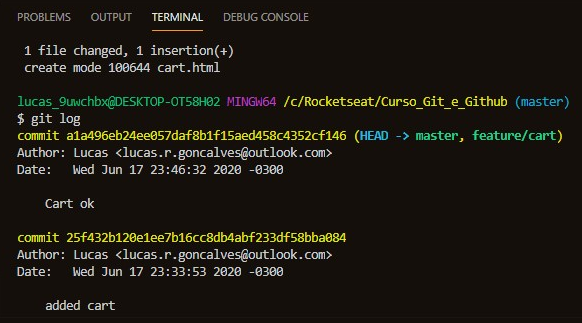 PROBLEMS OUTPUT TERMINAL DEBUG CONSOLE
1 file changed, 1 insertion(+)
create mode 100644 cart.html
lucas_9uwchbx@DESKTOP-OT58H02 MINGW64 /c/Rocketseat/Curso_Git_e_Github (master)
$ git log
commit a1a496eb24ee057daf8b1f15aed458c4352cf146 (HEAD -> master, feature/cart)
Author: Lucas <lucas.r.goncalves@outlook.com>
Date:   Wed Jun 17 23:46:32 2020 -0300
Cart ok
commit 25f432b120e1ee7b16cc8db4abf233df58bba084
Author: Lucas <lucas.r.goncalves@outlook.com>
Date:   Wed Jun 17 23:33:53 2020 -0300
added cart